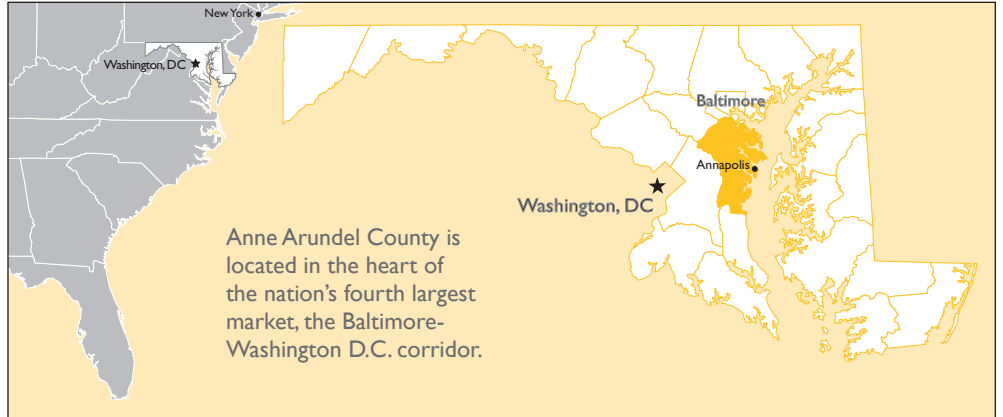 New York
Washington, DC
Baltimore
Annapolis
Washington, DC
Anne Arundel County is
located in the heart of
the nation's fourth largest
market, the Baltimore-
Washington D.C. corridor.